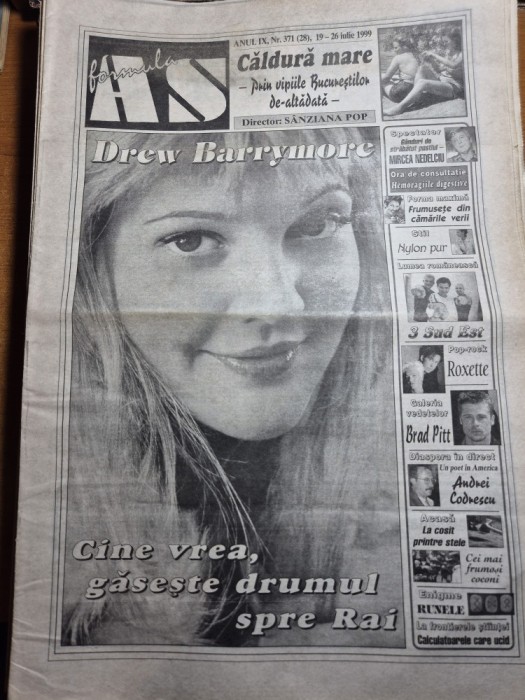 formula
AS
ANUL IX, Nr. 371 (28), 19 – 26 iulie 1999
Căldură mare
– Prin vipiile Bucureştilor
de-altădată –
Director: SÂNZIANA POP
Drew Barrymore
Cine vrea,
găseşte drumul
spre Rai
Spectator
Gânduri de
străbătut pustiul –
MIRCEA NEDELCIU
Ora de consultaţie
Hemoragiile digestive
Forma maximă
Frumuseţe din
cămările verii
Stil
Nylon pur
Lumea românească
3 Sud Est
Pop-rock
Roxette
Galeria
vedetelor
Brad Pitt
Diaspora în direct
Un poet în America
Andrei
Codrescu
Acasă
La cosit
printre stele
Cei mai
frumoşi
coconi
Enigme
RUNELE
La frontierele ştiinţei
Calculatoarele care ucid